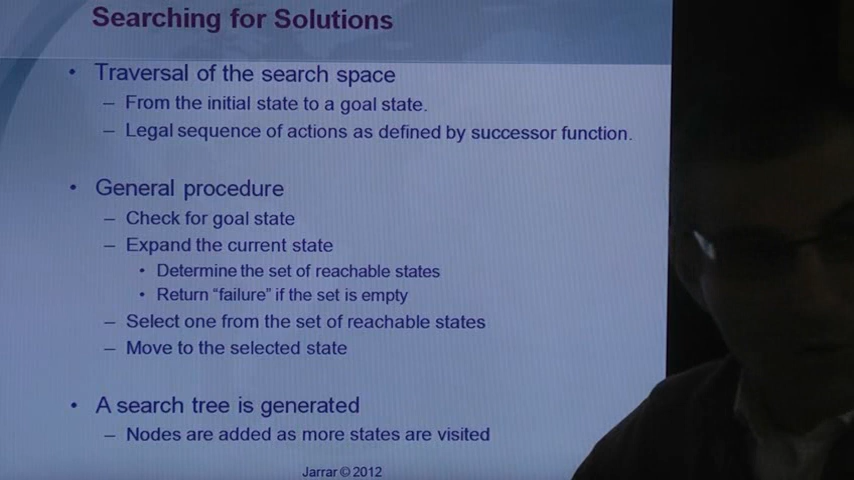 Searching for Solutions
• Traversal of the search space
– From the initial state to a goal state.
– Legal sequence of actions as defined by successor function.
• General procedure
– Check for goal state
– Expand the current state
• Determine the set of reachable states
• Return “failure” if the set is empty
– Select one from the set of reachable states
– Move to the selected state
• A search tree is generated
– Nodes are added as more states are visited
Jarrar © 2012